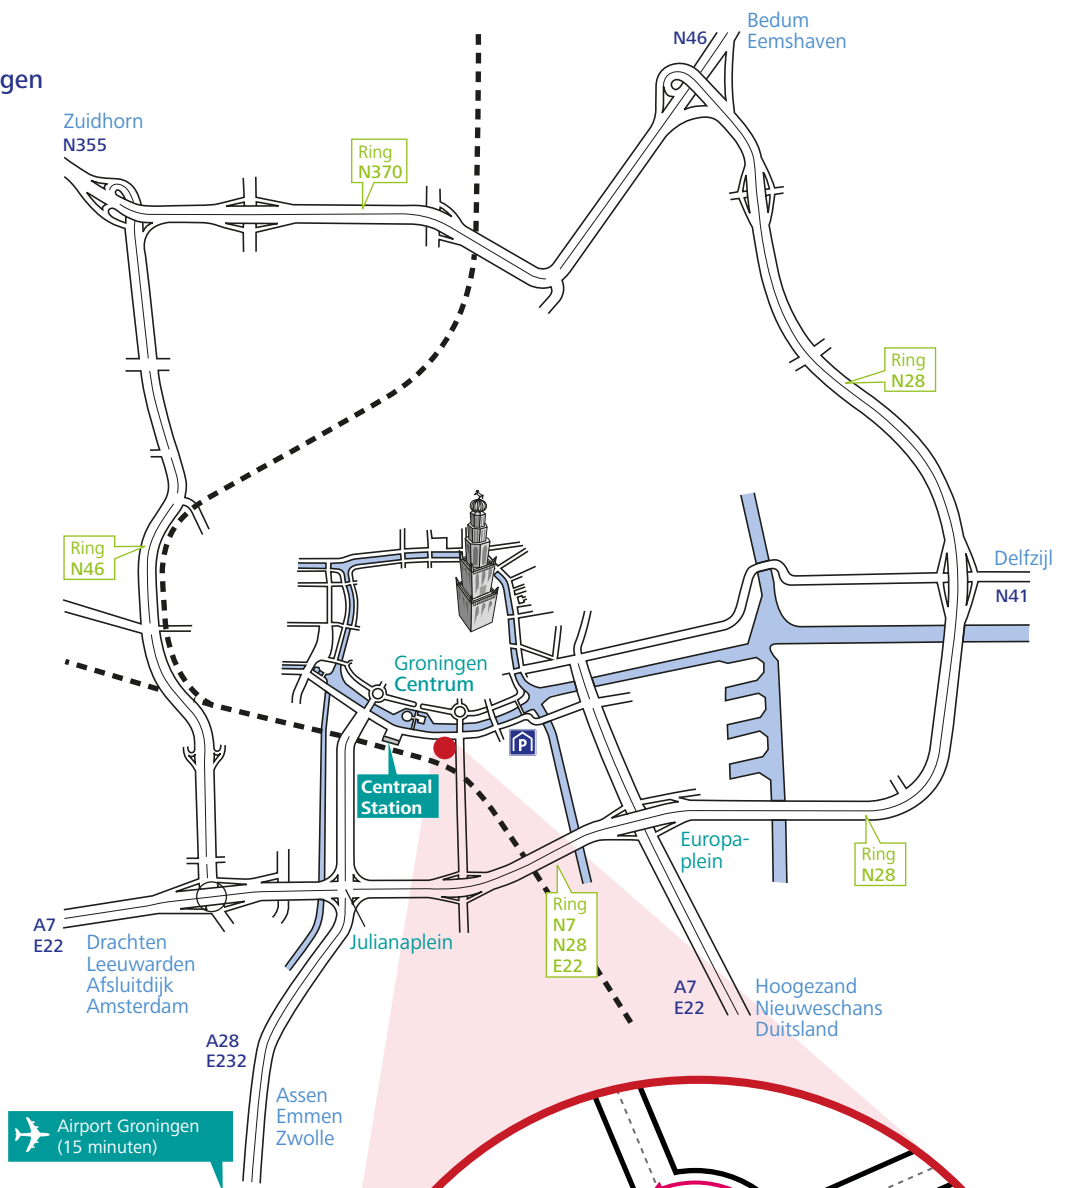 gen
Bedum
Eemshaven
N46
Zuidhorn
N355
Ring
N370
Ring
N28
Ring
N46
Delfzijl
N41
Groningen
Centrum
P
Centraal
Station
Europa-
plein
Ring
N28
Ring
N7
N28
E22
Julianaplein
A7
E22
Drachten
Leeuwarden
Afsluitdijk
Amsterdam
A7
E22
Hoogezand
Nieuweschans
Duitsland
A28
E232
Assen
Emmen
Zwolle
Airport Groningen
(15 minuten)